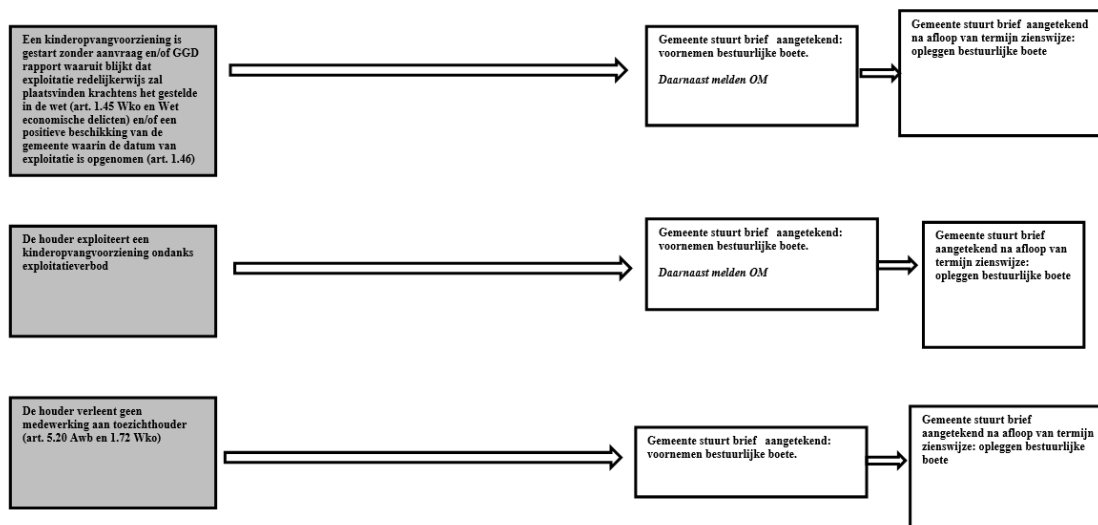 Een kinderopvangvoorziening is
gestart zonder aanvraag en/of GGD
rapport waaruit blijkt dat
exploitatie redelijkerwijs zal
plaatsvinden krachtens het gestelde
in de wet (art. 1.45 Wko en Wet
economische delicten) en/of een
positieve beschikking van de
gemeente waarin de datum van
exploitatie is opgenomen (art. 1.46)
Gemeente stuurt brief aangetekend:
voornemen bestuurlijke boete.
Daarnaast melden OM
Gemeente stuurt brief aangetekend
na afloop van termijn zienswijze:
opleggen bestuurlijke boete
De houder exploiteert een
kinderopvangvoorziening ondanks
exploitatieverbod
Gemeente stuurt brief aangetekend:
voornemen bestuurlijke boete.
Daarnaast melden OM
Gemeente stuurt brief
aangetekend na afloop van
termijn zienswijze:
opleggen bestuurlijke boete
De houder verleent geen
medewerking aan toezichthouder
(art. 5.20 Awb en 1.72 Wko)
Gemeente stuurt brief aangetekend:
voornemen bestuurlijke boete.
Gemeente stuurt brief
aangetekend na afloop van termijn
zienswijze: opleggen bestuurlijke
boete